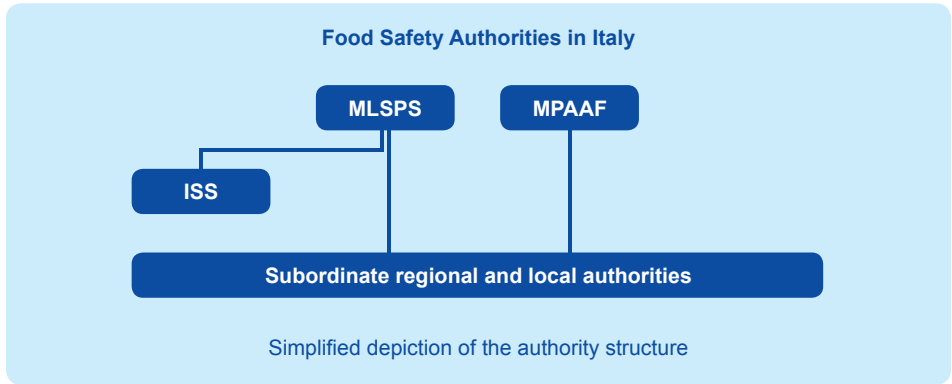 Food Safety Authorities in Italy
MLSPS
MPAAF
ISS
Subordinate regional and local authorities
Simplified depiction of the authority structure